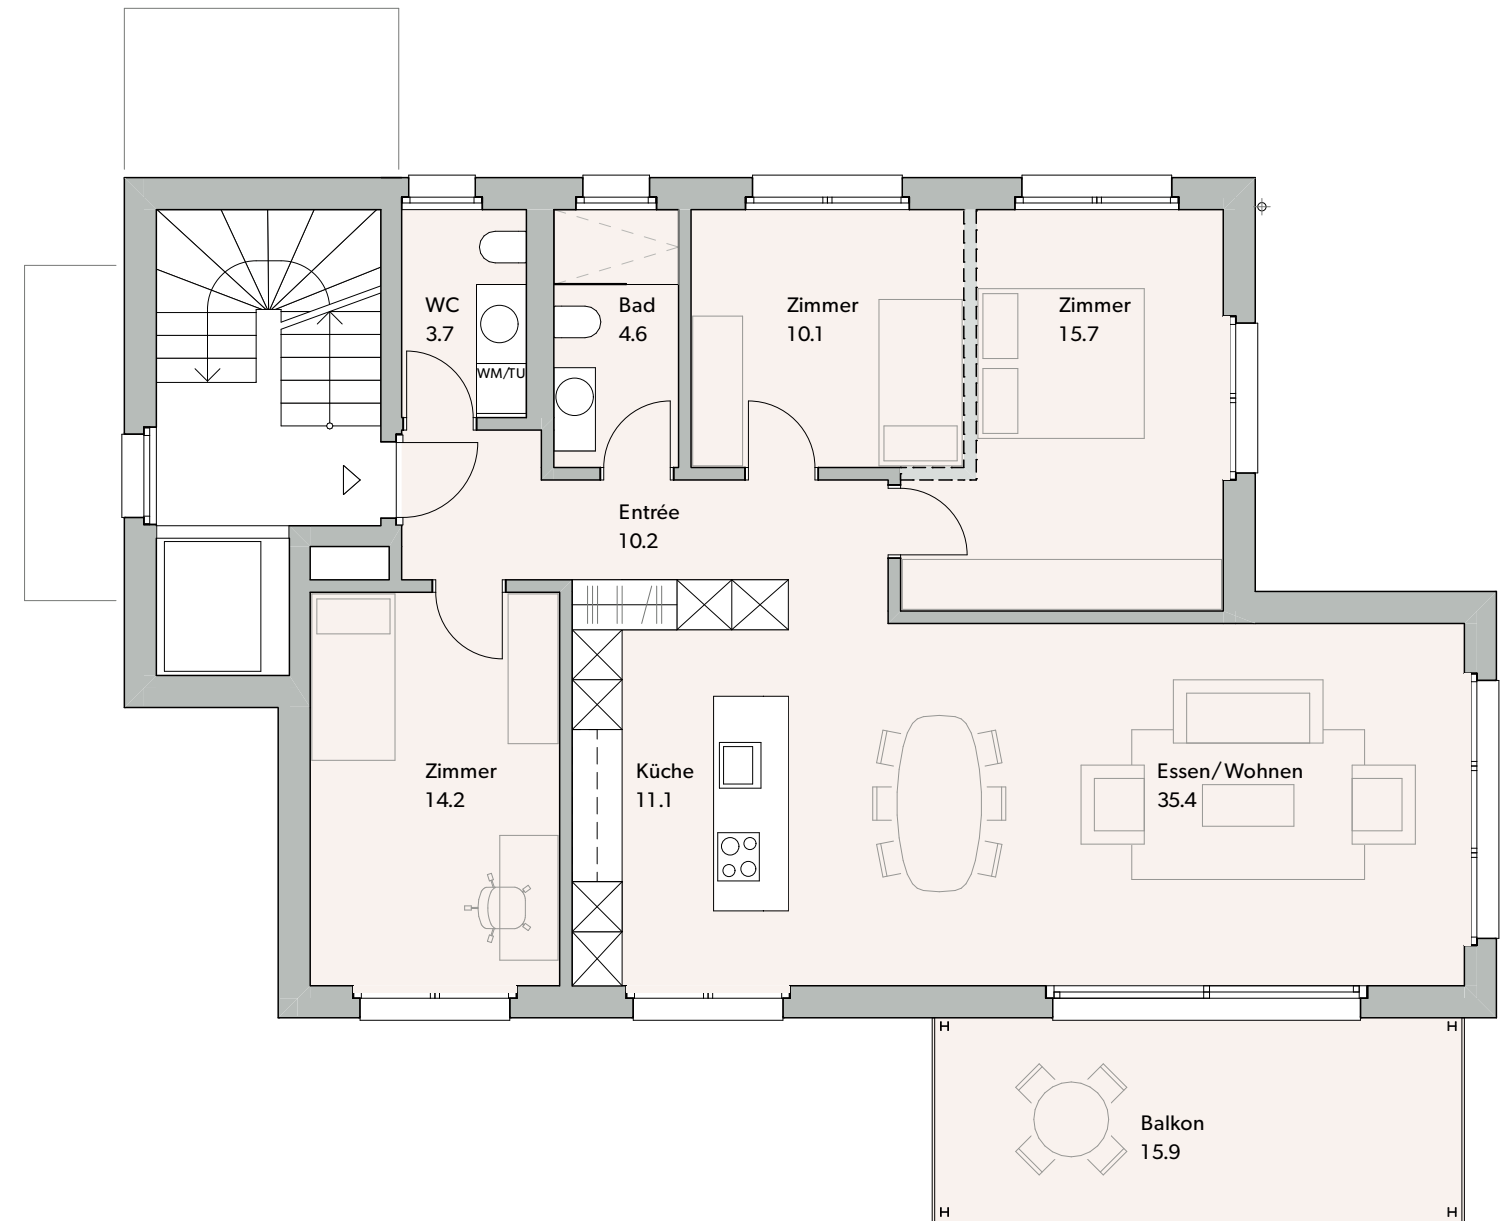 WC
3.7
Bad
4.6
Zimmer
10.1
Zimmer
15.7
WM/TU
Entrée
10.2
Zimmer
14.2
Küche
11.1
Essen/Wohnen
35.4
Balkon
15.9